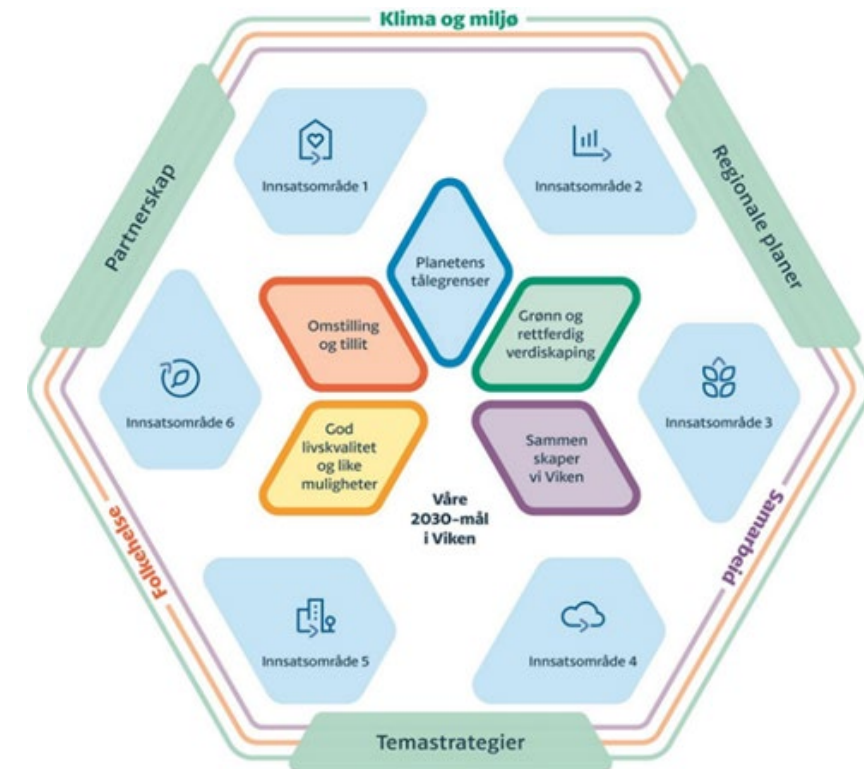 Klima og miljø
Partnerskap
Regionale planer
Innsatsområde 1
Innsatsområde 2
Planetens
tålegrenser
Omstilling
og tillit
Grønn og
rettferdig
verdiskaping
Innsatsområde 6
Innsatsområde 3
God
livskvalitet
og like
muligheter
Sammen
skaper
vi Viken
Våre
2030-mål
i Viken
Folkehelse
Samarbeid
Innsatsområde 5
Innsatsområde 4
Temastrategier